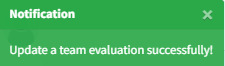 Notification ×
Update a team evaluation successfully!